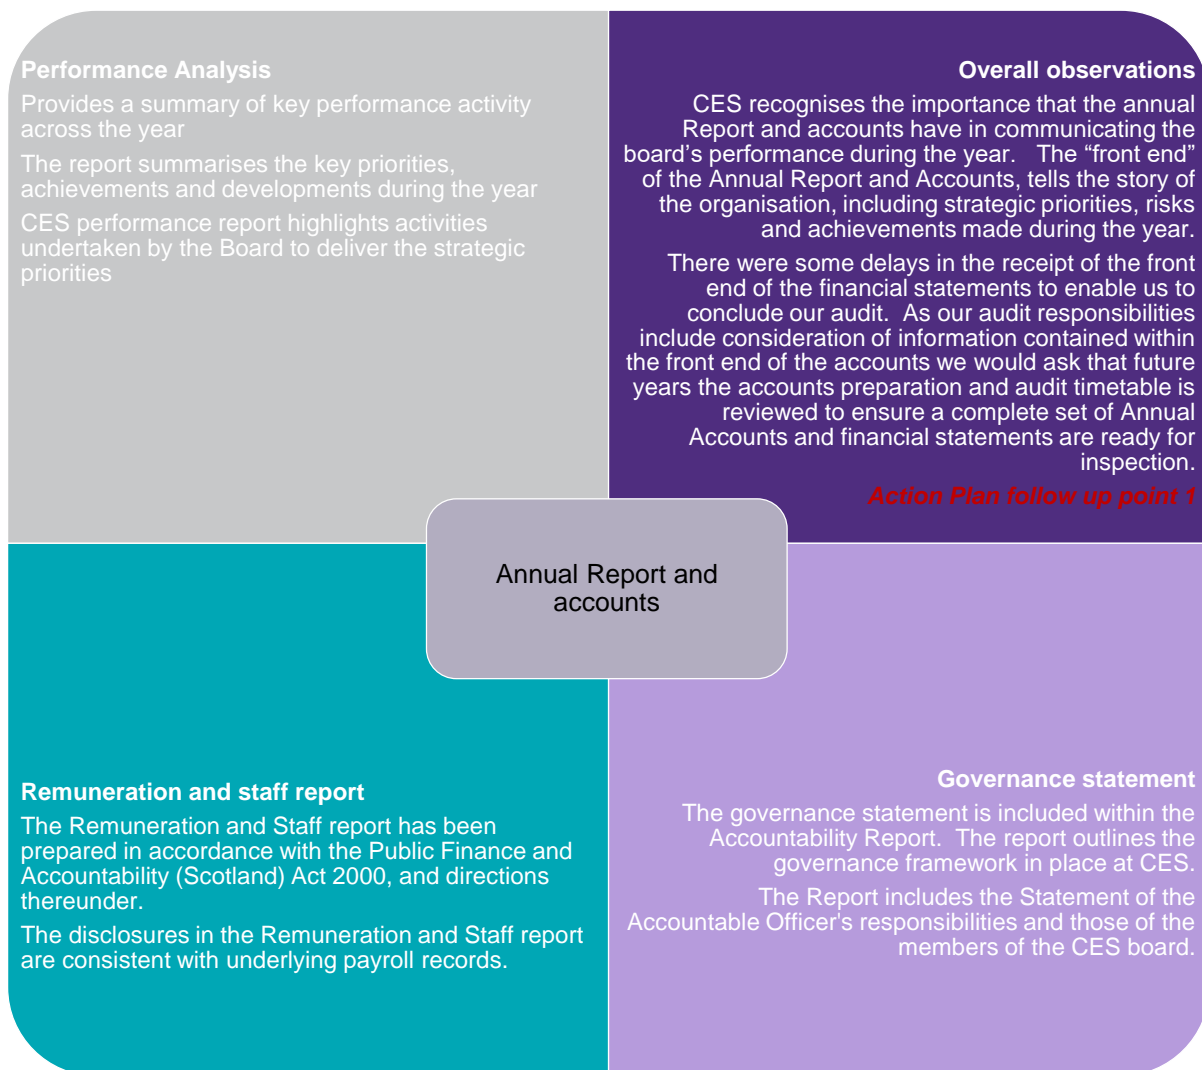 Performance Analysis
Provides a summary of key performance activity
across the year
The report summarises the key priorities,
achievements and developments during the year
CES performance report highlights activities
undertaken by the Board to deliver the strategic
priorities
Overall observations
CES recognises the importance that the annual
Report and accounts have in communicating the
board’s performance during the year.   The “front end”
of the Annual Report and Accounts, tells the story of
the organisation, including strategic priorities, risks
and achievements made during the year.
There were some delays in the receipt of the front
end of the financial statements to enable us to
conclude our audit.  As our audit responsibilities
include consideration of information contained within
the front end of the accounts we would ask that future
years the accounts preparation and audit timetable is
reviewed to ensure a complete set of Annual
Accounts and financial statements are ready for
inspection.
Action Plan follow up point 1
Annual Report and
accounts
Remuneration and staff report
The Remuneration and Staff report has been
prepared in accordance with the Public Finance and
Accountability (Scotland) Act 2000, and directions
thereunder.
The disclosures in the Remuneration and Staff report
are consistent with underlying payroll records.
Governance statement
The governance statement is included within the
Accountability Report.  The report outlines the
governance framework in place at CES.
The Report includes the Statement of the
Accountable Officer's responsibilities and those of the
members of the CES board.